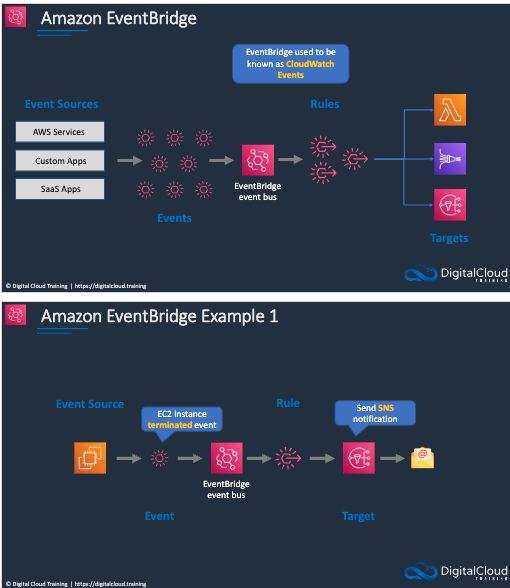 Amazon EventBridge
EventBridge used to be
known as CloudWatch
Events
Event Sources
Rules
AWS Services
Custom Apps
SaaS Apps
EventBridge
event bus
Events
Targets
© Digital Cloud Training | https://digitalcloud.training
DigitalCloud
TRAINING
Amazon EventBridge Example 1
Event Source
EC2 instance
terminated event
Rule
Send SNS
notification
@
EventBridge
event bus
Event
Target
© Digital Cloud Training | https://digitalcloud.training
DigitalCloud
TRAINING